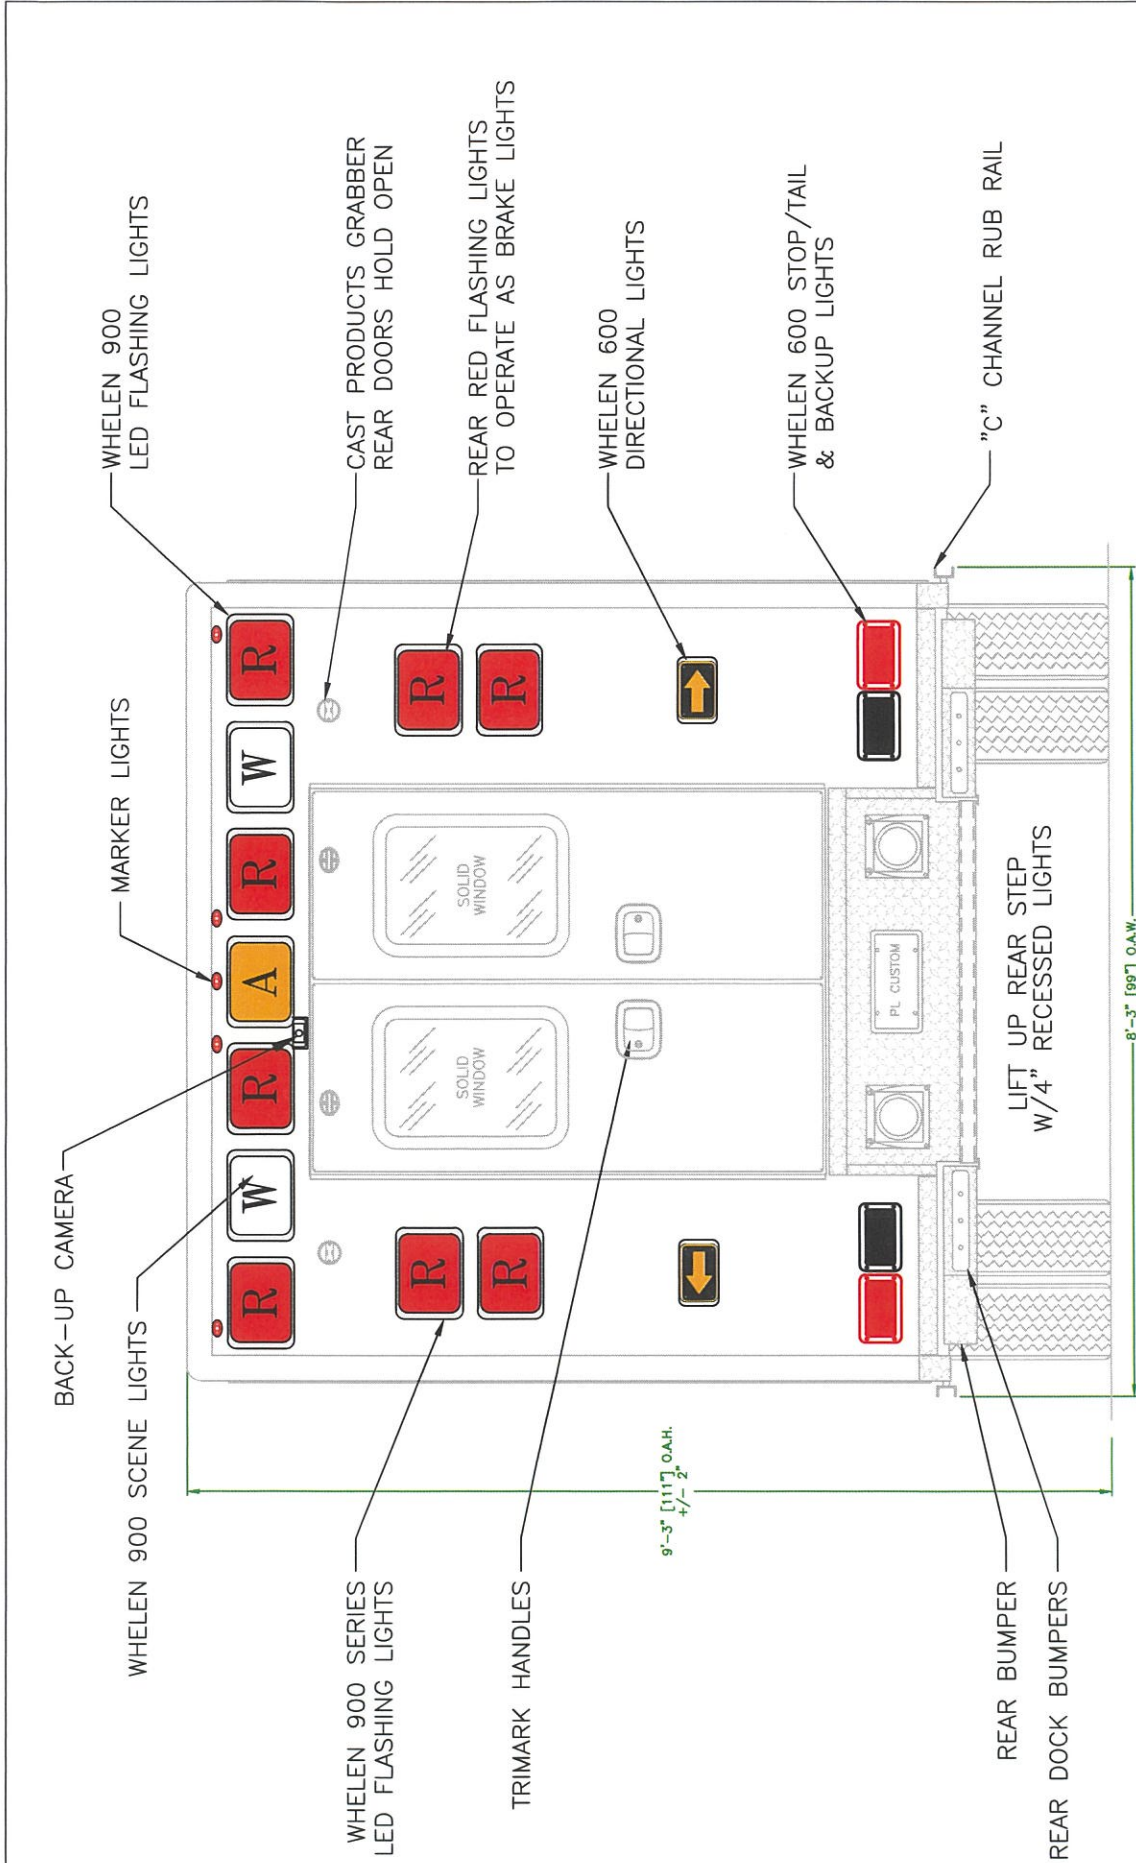 BACK-UP CAMERA
MARKER LIGHTS
WHELEN 900
LED FLASHING LIGHTS
WHELEN 900 SCENE LIGHTS
CAST PRODUCTS GRABBER
REAR DOORS HOLD OPEN
WHELEN 900 SERIES
LED FLASHING LIGHTS
REAR RED FLASHING LIGHTS
TO OPERATE AS BRAKE LIGHTS
TRIMARK HANDLES
WHELEN 600
DIRECTIONAL LIGHTS
WHELEN 600 STOP/TAIL
& BACKUP LIGHTS
"C" CHANNEL RUB RAIL
REAR BUMPER
REAR DOCK BUMPERS
R
W
R
A
R
W
R
R
R
R
R
SOLID
WINDOW
SOLID
WINDOW
PL CUSTOM
LIFT UP REAR STEP
W/4" RECESSED LIGHTS
9'-3" [111"] O.A.H.
+/- 2"
8'-3" [99"] O.A.W.